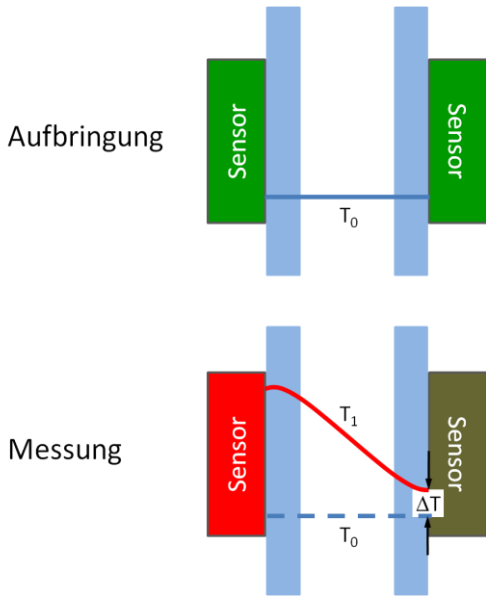 Aufbringung
Sensor
Sensor
T₀
Messung
Sensor
Sensor
T₁
ΔT
T₀